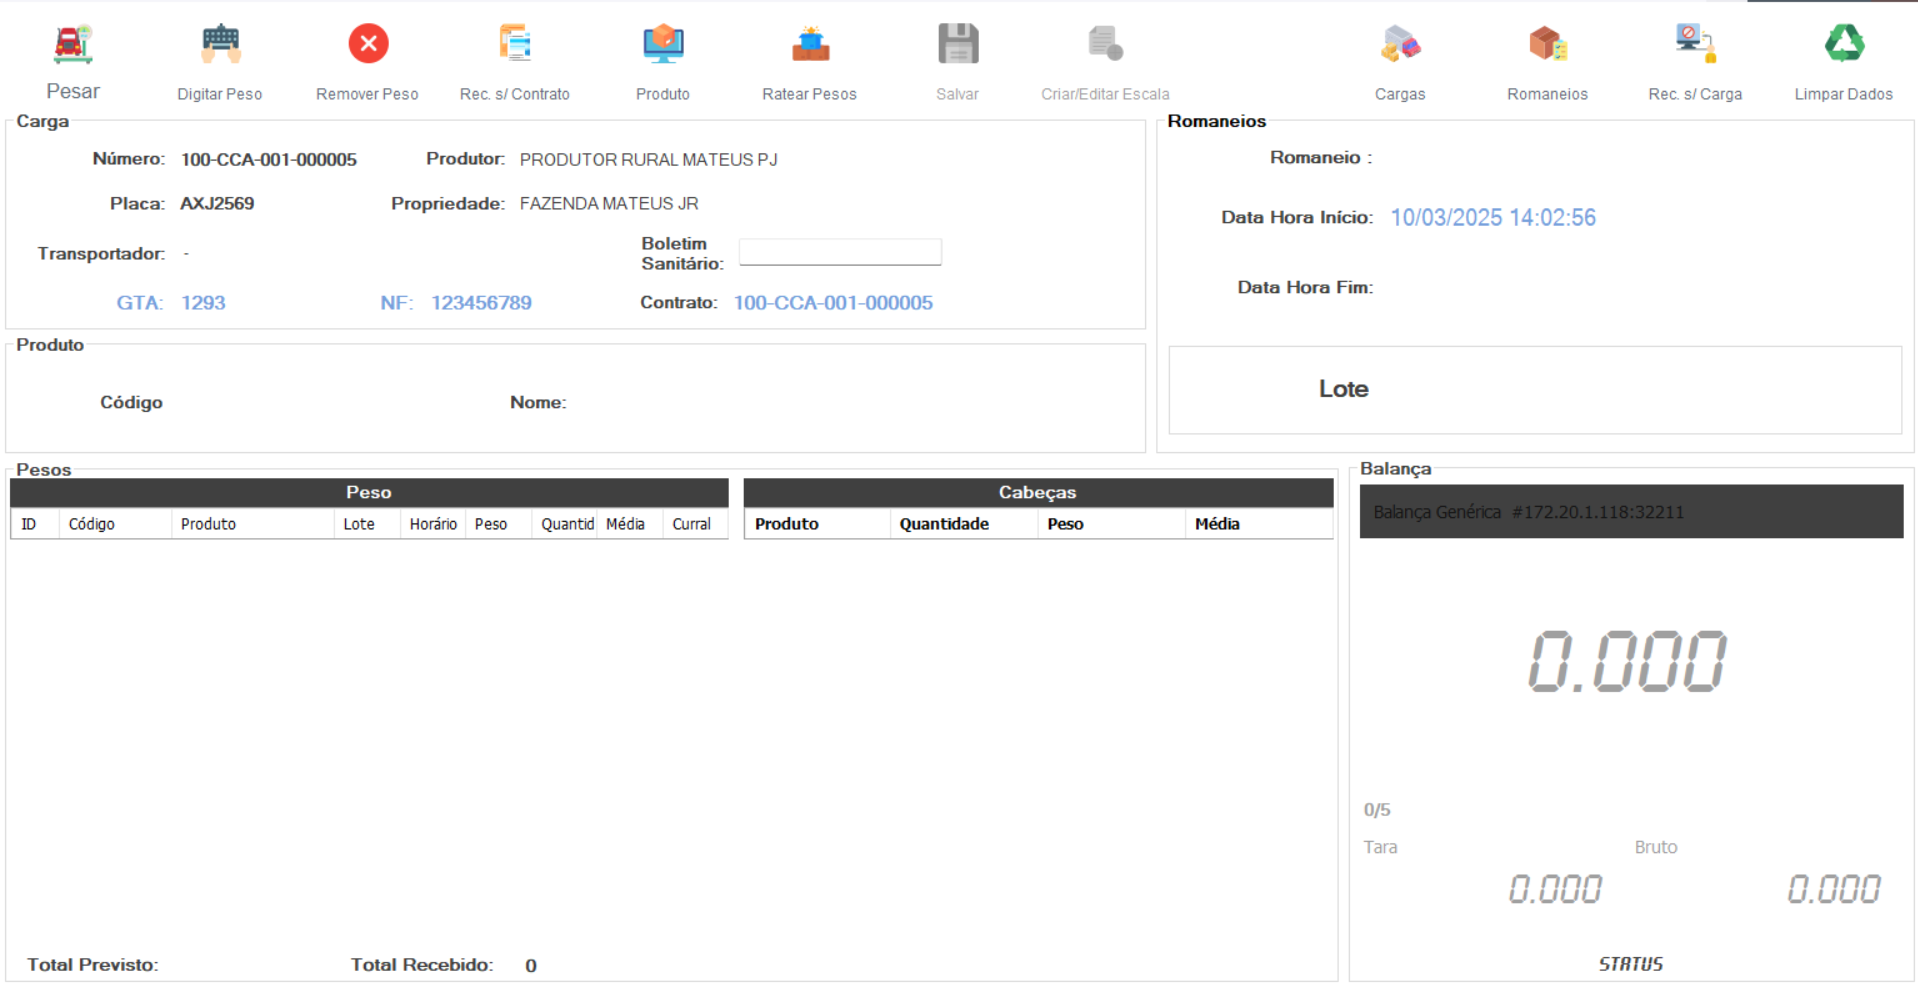 Pesar
Digitar Peso
Remover Peso
Rec. s/ Contrato
Produto
Ratear Pesos
Salvar
Criar/Editar Escala
Cargas
Romaneios
Rec. s/ Carga
Limpar Dados
Carga
Número: 100-CCA-001-000005 Produtor: PRODUTOR RURAL MATEUS PJ
Placa: AXJ2569 Propriedade: FAZENDA MATEUS JR
Transportador: - Boletim
Sanitário:
GTA: 1293 NF: 123456789 Contrato: 100-CCA-001-000005
Romaneios
Romaneio :
Data Hora Início: 10/03/2025 14:02:56
Data Hora Fim:
Lote
Produto
Código Nome:
Pesos
Peso
ID Código Produto Lote Horário Peso Quantid Média Curral
Cabeças
Produto Quantidade Peso Média
Total Previsto: Total Recebido: 0
Balança
Balança Genérica #172.20.1.118:32211
0.000
0/5
Tara Bruto
0.000 0.000
STATUS